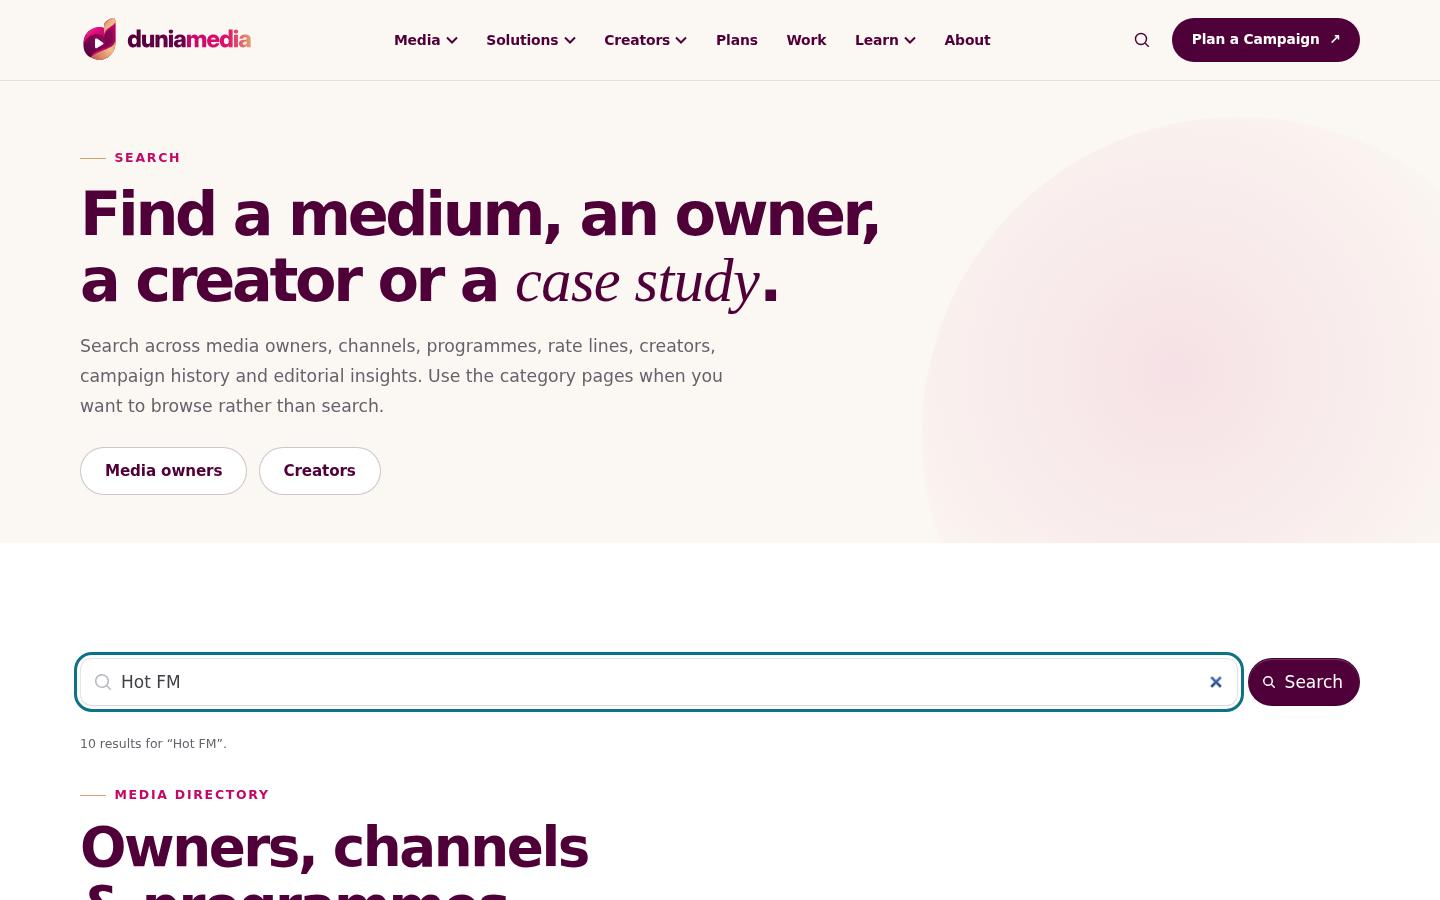 duniamedia
Media
Solutions
Creators
Plans
Work
Learn
About
Plan a Campaign ↗
SEARCH
Find a medium, an owner,
a creator or a case study.
Search across media owners, channels, programmes, rate lines, creators,
campaign history and editorial insights. Use the category pages when you
want to browse rather than search.
Media owners
Creators
Hot FM
Search
10 results for “Hot FM”.
MEDIA DIRECTORY
Owners, channels
& programmes